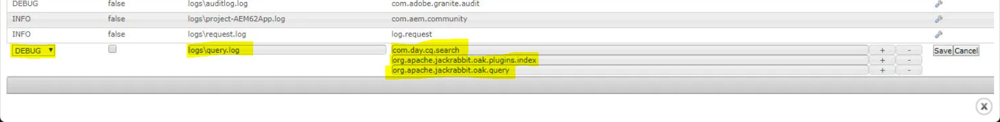 DEBUG false logs\auditlog.log com.adobe.granite.audit
INFO false logs\project-AEM62App.log com.aem.community
INFO false logs\request.log log.request
DEBUG logs\query.log com.day.cq.search + - Save Cancel
org.apache.jackrabbit.oak.plugins.index + -
org.apache.jackrabbit.oak.query + -
x